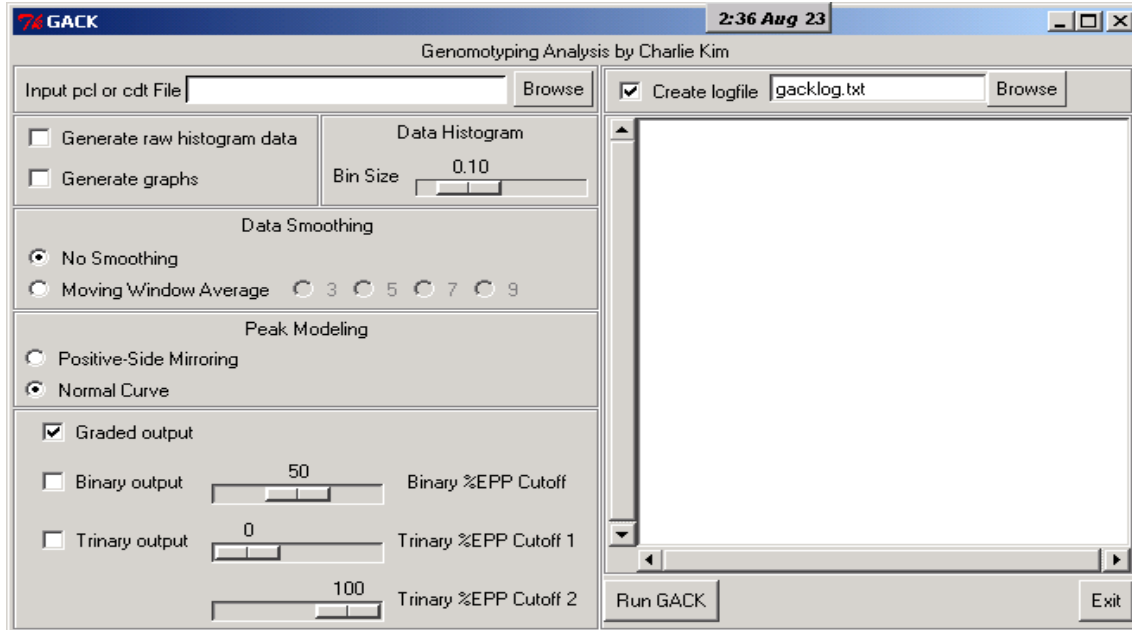 GACK
2:36 Aug 23
Genomotyping Analysis by Charlie Kim
Input pcl or cdt File
Browse
Create logfile
gacklog.txt
Browse
Generate raw histogram data
Generate graphs
Data Histogram
0.10
Bin Size
Data Smoothing
No Smoothing
Moving Window Average 3 5 7 9
Peak Modeling
Positive-Side Mirroring
Normal Curve
Graded output
50
Binary output Binary %EPP Cutoff
0
Trinary output Trinary %EPP Cutoff 1
100
Trinary %EPP Cutoff 2
Run GACK
Exit